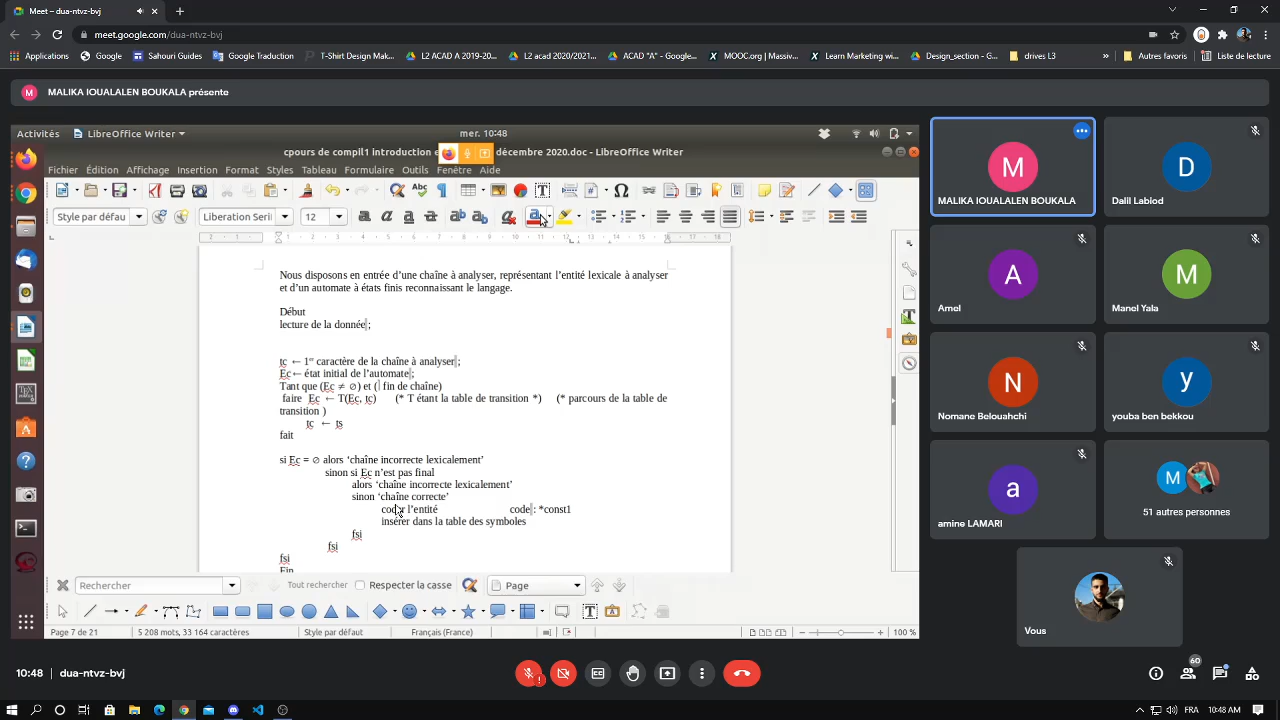 Meet – dua-ntvz-bvj
meet.google.com/dua-ntvz-bvj
Applications
Google
Sahouri Guides
Google Traduction
T-Shirt Design Mak...
L2 ACAD A 2019-20...
L2 acad 2020/2021...
ACAD "A" - Google...
MOOC.org | Massiv...
Learn Marketing wi...
Design_section - G...
drives L3
»
Autres favoris
Liste de lecture
M
MALIKA IOUALALEN BOUKALA présente
Activités
LibreOffice Writer
mer. 10:48
cpours de compil1 introduction e
décembre 2020.doc - LibreOffice Writer
Fichier Édition Affichage Insertion Format Styles Tableau Formulaire Outils Fenêtre Aide
Style par défau
Liberation Seri
12
Nous disposons en entrée d'une chaîne à analyser, représentant l'entité lexicale à analyser
et d'un automate à états finis reconnaissant le langage.
Début
lecture de la donnée ;
tc ← 1er caractère de la chaîne à analyser ;
Ec ← état initial de l'automate ;
Tant que (Ec ≠ ∅) et ( fin de chaîne)
faire Ec ← T(Ec, tc) (* T étant la table de transition *) (* parcours de la table de
transition )
tc ← ts
fait
si Ec = ∅ alors 'chaîne incorrecte lexicalement'
sinon si Ec n'est pas final
alors 'chaîne incorrecte lexicalement'
sinon 'chaîne correcte'
coder l'entité code : *const1
insérer dans la table des symboles
fsi
fsi
fsi
Fin
Rechercher
Tout rechercher
Respecter la casse
Page
Page 7 de 21
5 208 mots, 33 164 caractères
Style par défaut
Français (France)
100 %
M
MALIKA IOUALALEN BOUKALA
D
Dalil Lablod
A
Amel
M
Manel Yala
N
Nomane Belouahchi
y
youba ben bekkou
a
amine LAMARI
M
51 autres personnes
Vous
10:48 | dua-ntvz-bvj
60
FR 10:48 AM